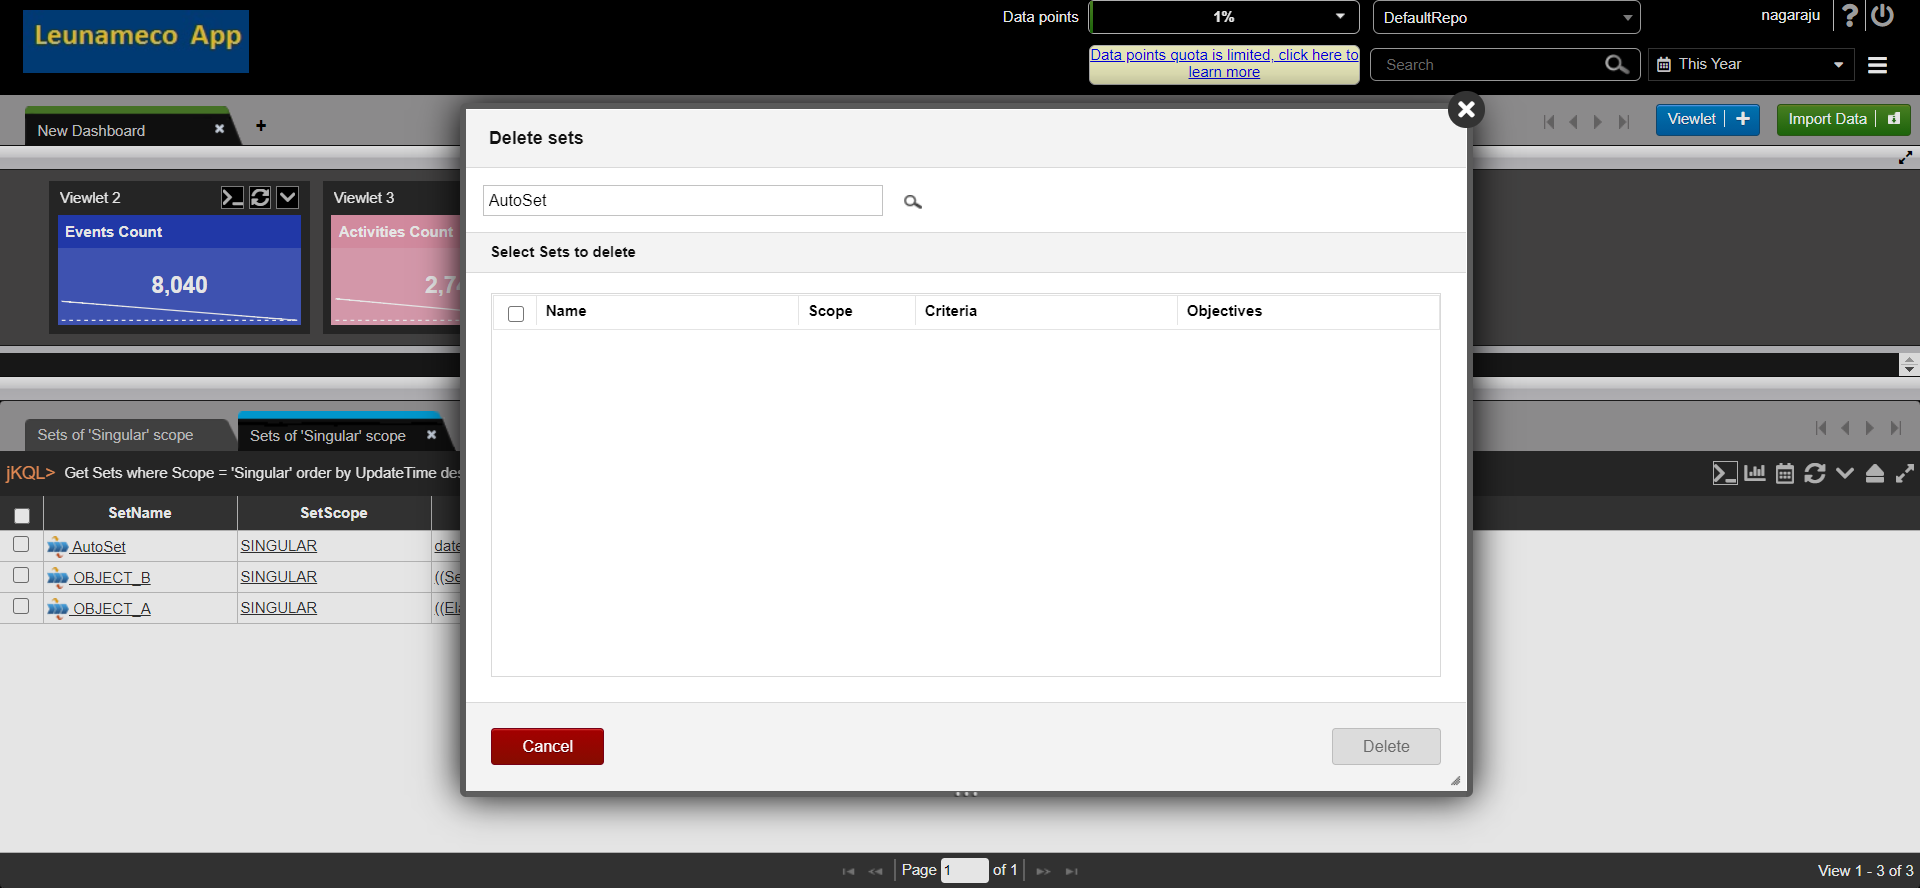 Leunameco App
Data points
1%
DefaultRepo
nagaraju
?
Data points quota is limited, click here to
learn more
Search
This Year
New Dashboard
+
Viewlet +
Import Data
Viewlet 2
Viewlet 3
Events Count
8,040
Activities Count
2,7
Delete sets
AutoSet
Select Sets to delete
Name
Scope
Criteria
Objectives
Cancel
Delete
Sets of 'Singular' scope
Sets of 'Singular' scope
jKQL> Get Sets where Scope = 'Singular' order by UpdateTime des
SetName
SetScope
AutoSet SINGULAR date
OBJECT_B SINGULAR ((Se
OBJECT_A SINGULAR ((Ela
Page 1 of 1
View 1 - 3 of 3